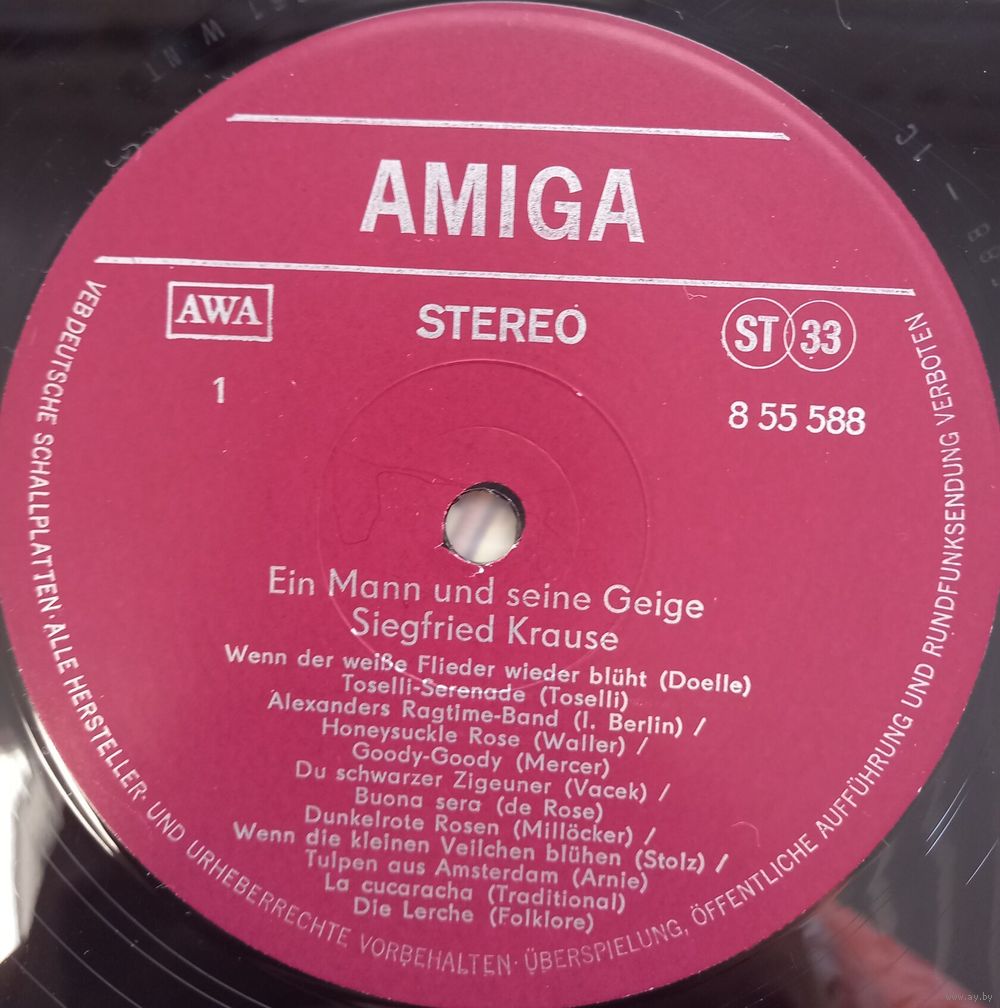 AMIGA
AWA
STEREO
ST 33
1
8 55 588
Ein Mann und seine Geige
Siegfried Krause
Wenn der weiße Flieder wieder blüht (Doelle)
Toselli-Serenade (Toselli)
Alexanders Ragtime-Band (I. Berlin) /
Honeysuckle Rose (Waller) /
Goody-Goody (Mercer)
Du schwarzer Zigeuner (Vacek) /
Buona sera (de Rose)
Dunkelrote Rosen (Millöcker) /
Wenn die kleinen Veilchen blühen (Stolz) /
Tulpen aus Amsterdam (Arnie)
La cucaracha (Traditional)
Die Lerche (Folklore)
VEB DEUTSCHE SCHALLPLATTEN · ALLE HERSTELLER- UND URHEBERRECHTE VORBEHALTEN · ÜBERSPIELUNG, ÖFFENTLICHE AUFFÜHRUNG UND RUNDFUNKSENDUNG VERBOTEN
www.ay.by